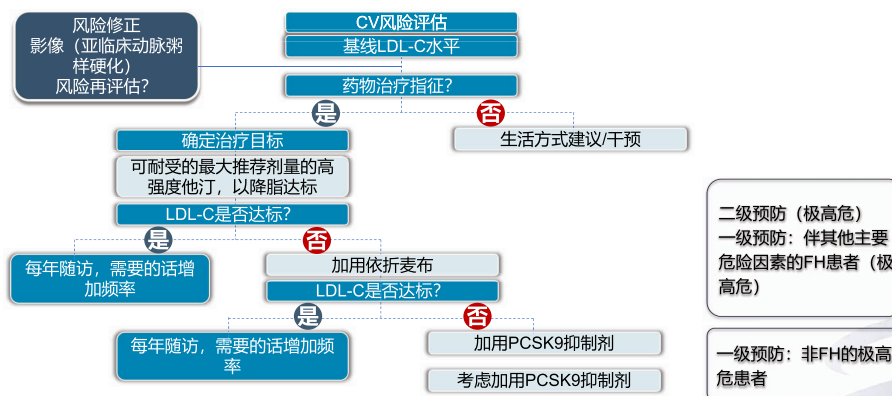 风险修正
影像（亚临床动脉粥
样硬化）
风险再评估？
CV风险评估
基线LDL-C水平
药物治疗指征？
是
否
确定治疗目标
生活方式建议/干预
可耐受的最大推荐剂量的高
强度他汀，以降脂达标
LDL-C是否达标？
是
否
每年随访，需要的话增
加频率
加用依折麦布
LDL-C是否达标？
是
否
每年随访，需要的话增加频
率
加用PCSK9抑制剂
考虑加用PCSK9抑制剂
二级预防（极高危）
一级预防：伴其他主要
危险因素的FH患者（极
高危）
一级预防：非FH的极高
危患者